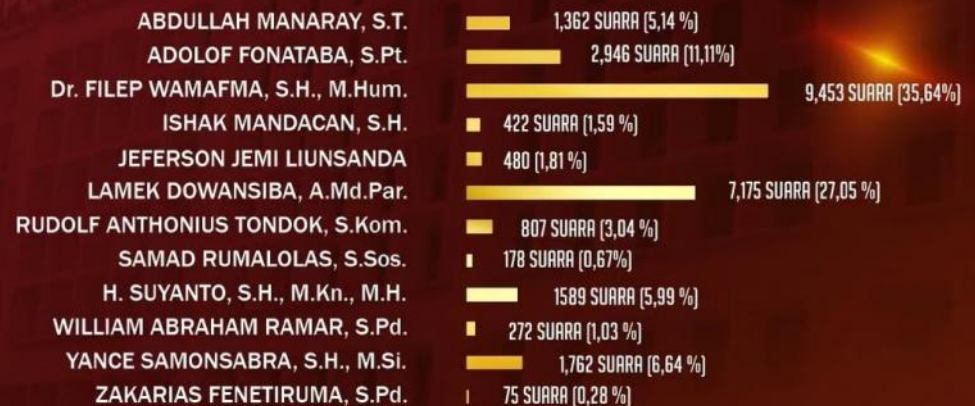 ABDULLAH MANARAY, S.T. 1,362 SUARA (5,14 %)
ADOLOF FONATABA, S.Pt. 2,946 SUARA (11,11%)
Dr. FILEP WAMAFMA, S.H., M.Hum. 9,453 SUARA (35,64%)
ISHAK MANDACAN, S.H. 422 SUARA (1,59 %)
JEFERSON JEMI LIUNSANDA 480 (1,81 %)
LAMEK DOWANSIBA, A.Md.Par. 7,175 SUARA (27,05 %)
RUDOLF ANTHONIUS TONDOK, S.Kom. 807 SUARA (3,04 %)
SAMAD RUMALOLAS, S.Sos. 178 SUARA (0,67%)
H. SUYANTO, S.H., M.Kn., M.H. 1589 SUARA (5,99 %)
WILLIAM ABRAHAM RAMAR, S.Pd. 272 SUARA (1,03 %)
YANCE SAMONSABRA, S.H., M.Si. 1,762 SUARA (6,64 %)
ZAKARIAS FENETIRUMA, S.Pd. 75 SUARA (0,28 %)